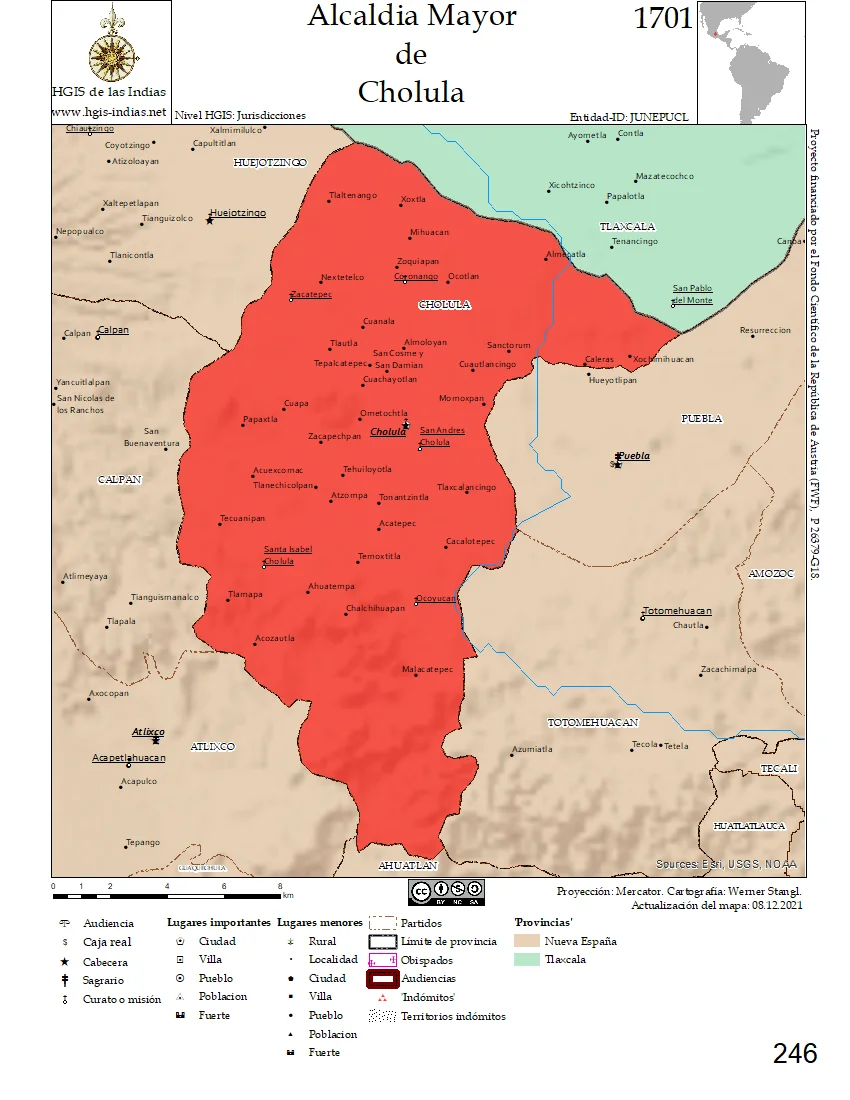 Alcaldia Mayor
de
Cholula
1701
HGIS de las Indias
www.hgis-indias.net
Nivel HGIS: Jurisdicciones
Entidad-ID: JUNEPUCL
Proyecto financiado por el Fondo Científico de la República de Austria (FWF), P 26379-G18.
Chiautzingo
Xalmimilulco
Coyotzingo
Capultitlan
Atizoloayan
HUEJOTZINGO
Ayometla
Contla
Mazatecochco
Xicohtzinco
Papalotla
Tlaltenango
Xoxtla
Xaltepetlapan
Tianguizolco
Huejotzingo
TLAXCALA
Nepopualco
Mihuacan
Tenancingo
Tlanicontla
Zoquiapan
Coronango
Ocotlan
Nextetelco
Zacatepec
San Pablo
del Monte
CHOLULA
Cuanala
Calpan
Calpan
Resurreccion
Tlautla
Almoloyan
Sanctorum
San Cosme y
San Damian
Tepalcatepec
Cuautlancingo
Caleras
Xochimihuacan
Cuachayotlan
Hueyotlipan
Yancuitlalpan
San Nicolas de
los Ranchos
Momoxpan
Cuapa
Ometochtla
Papaxtla
PUEBLA
San
Buenaventura
Zacapechpan
Cholula
San Andres
Cholula
Puebla
Acuexcomac
Tehuiloyotla
CALPAN
Tlanechicolpan
Tlaxcalancingo
Atzompa
Tonantzintla
Tecuanipan
Acatepec
Cacalotepec
Santa Isabel
Cholula
Temoxtitla
AMOZOC
Atlimeyaya
Tlamapa
Ahuatempa
Ocoyucan
Tianguismanalco
Chalchihuapan
Totomehuacan
Tlapala
Chautla
Acozautla
Malacatepec
Zacachimalpa
Axocopan
TOTOMEHUACAN
Atlixco
ATLIXCO
Azumiatla
Tecola
Tetela
Acapetlahuacan
TECALI
Acapulco
HUATLATLAUCA
Tepango
GUAQUECHULA
AHUATLAN
Sources: Esri, USGS, NOAA
0 1 2 4 6 8
km
CC BY NC SA
Proyección: Mercator. Cartografía: Werner Stangl.
Actualización del mapa: 08.12.2021
Audiencia
Caja real
Cabecera
Sagrario
Curato o misión
Lugares importantes
Ciudad
Villa
Pueblo
Poblacion
Fuerte
Lugares menores
Rural
Localidad
Ciudad
Villa
Pueblo
Poblacion
Fuerte
Partidos
Límite de provincia
Obispados
Audiencias
'Indómitos'
Territorios indómitos
'Provincias'
Nueva España
Tlaxcala
246